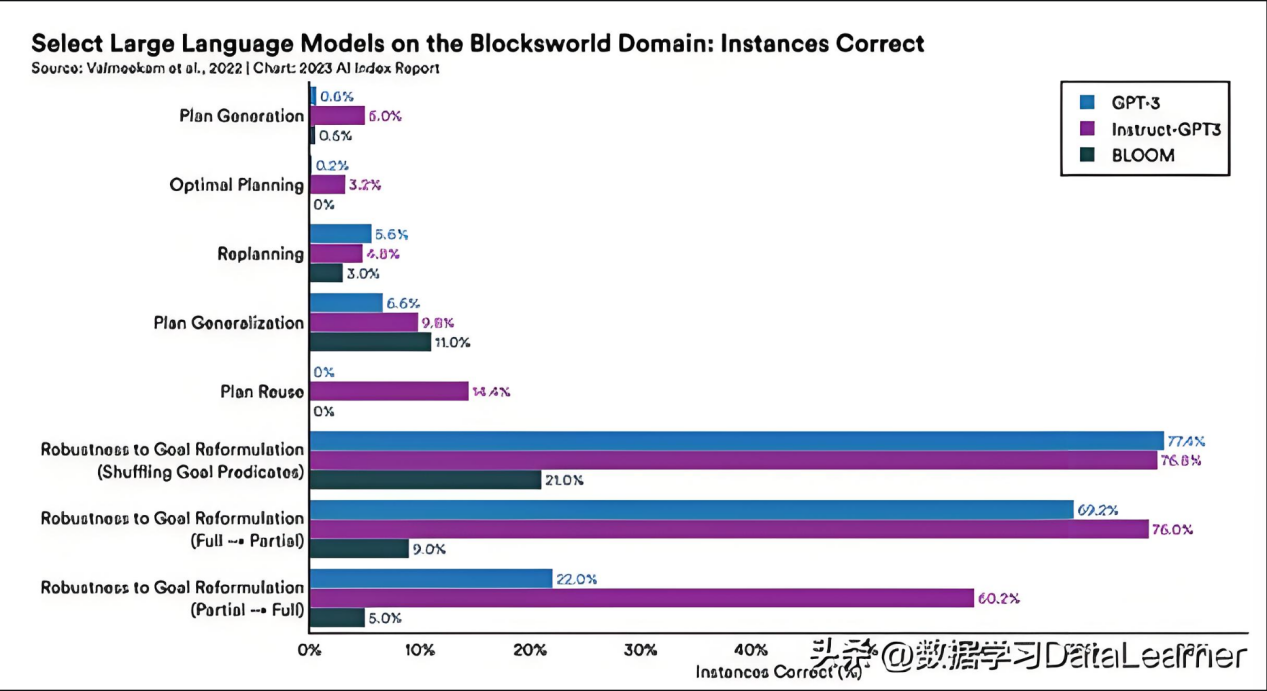 Select Large Language Models on the Blocksworld Domain: Instances Correct
Source: Valmeekam et al., 2022 | Chart: 2023 AI Index Report
GPT-3
Instruct-GPT3
BLOOM
Plan Generation
0.6%
5.0%
0.5%
Optimal Planning
0.2%
3.2%
0%
Replanning
5.6%
4.8%
3.0%
Plan Generalization
6.6%
9.8%
11.0%
Plan Reuse
0%
14.4%
0%
Robustness to Goal Reformulation
(Shuffling Goal Predicates)
77.4%
76.8%
21.0%
Robustness to Goal Reformulation
(Full → Partial)
69.2%
76.0%
9.0%
Robustness to Goal Reformulation
(Partial → Full)
22.0%
60.2%
5.0%
0% 10% 20% 30% 40%
Instances Correct (%)
头条 @数据学习DataLearner